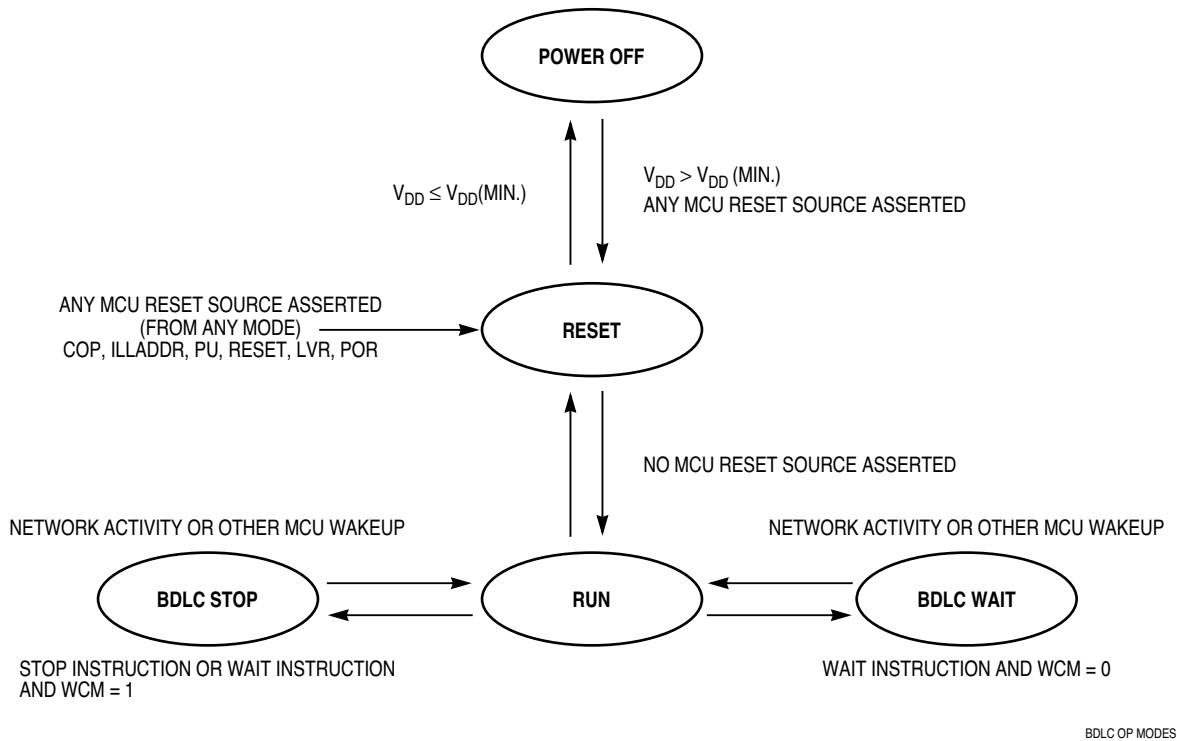 POWER OFF
V_DD ≤ V_DD(MIN.)
V_DD > V_DD (MIN.)
ANY MCU RESET SOURCE ASSERTED
ANY MCU RESET SOURCE ASSERTED
(FROM ANY MODE)
COP, ILLADDR, PU, RESET, LVR, POR
RESET
NO MCU RESET SOURCE ASSERTED
NETWORK ACTIVITY OR OTHER MCU WAKEUP
NETWORK ACTIVITY OR OTHER MCU WAKEUP
BDLC STOP
RUN
BDLC WAIT
STOP INSTRUCTION OR WAIT INSTRUCTION
AND WCM = 1
WAIT INSTRUCTION AND WCM = 0
BDLC OP MODES